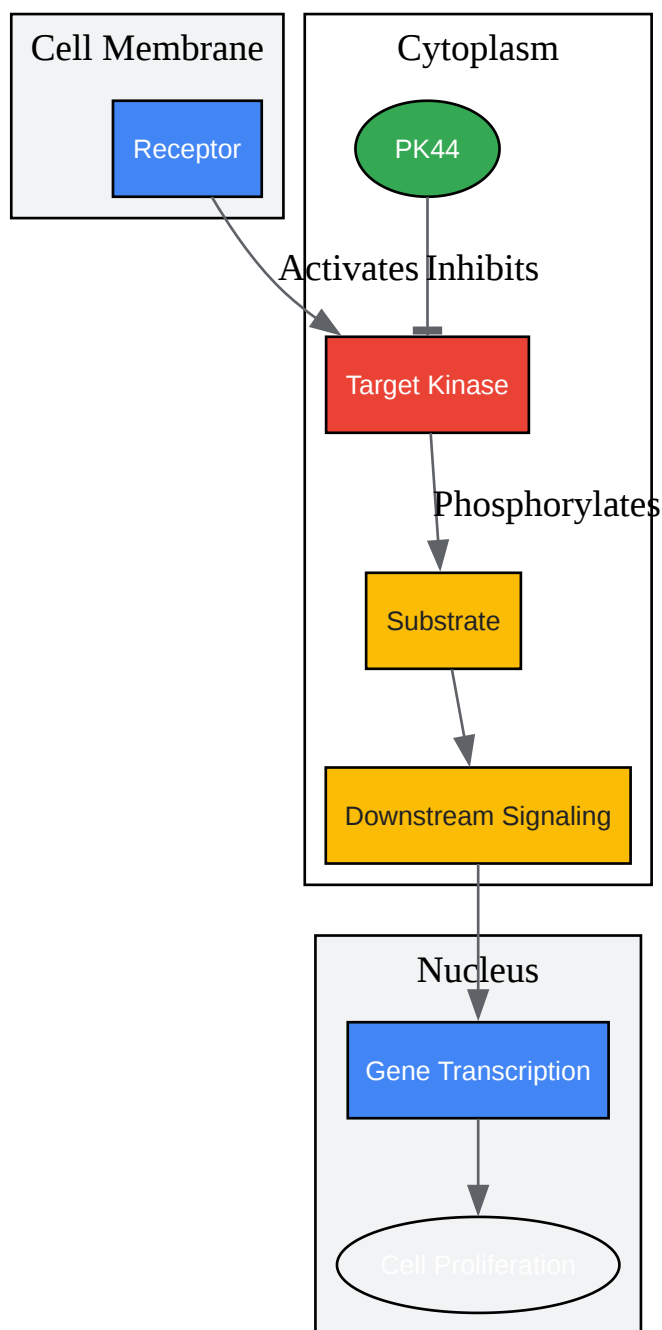 Cell Membrane
Cytoplasm
Receptor
PK44
Activates
Inhibits
Target Kinase
Phosphorylates
Substrate
Downstream Signaling
Nucleus
Gene Transcription
Cell Proliferation